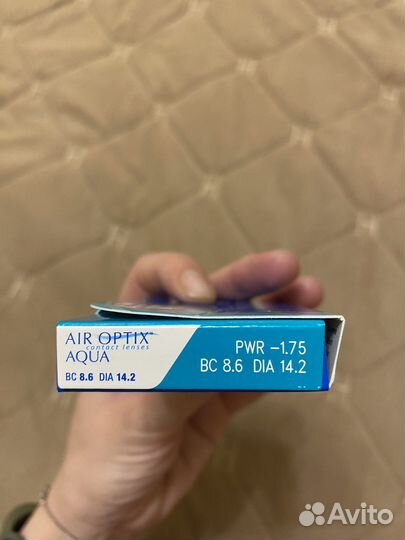 AIR OPTIX™
contact lenses
AQUA
BC 8.6 DIA 14.2
PWR -1.75
BC 8.6 DIA 14.2
Avito